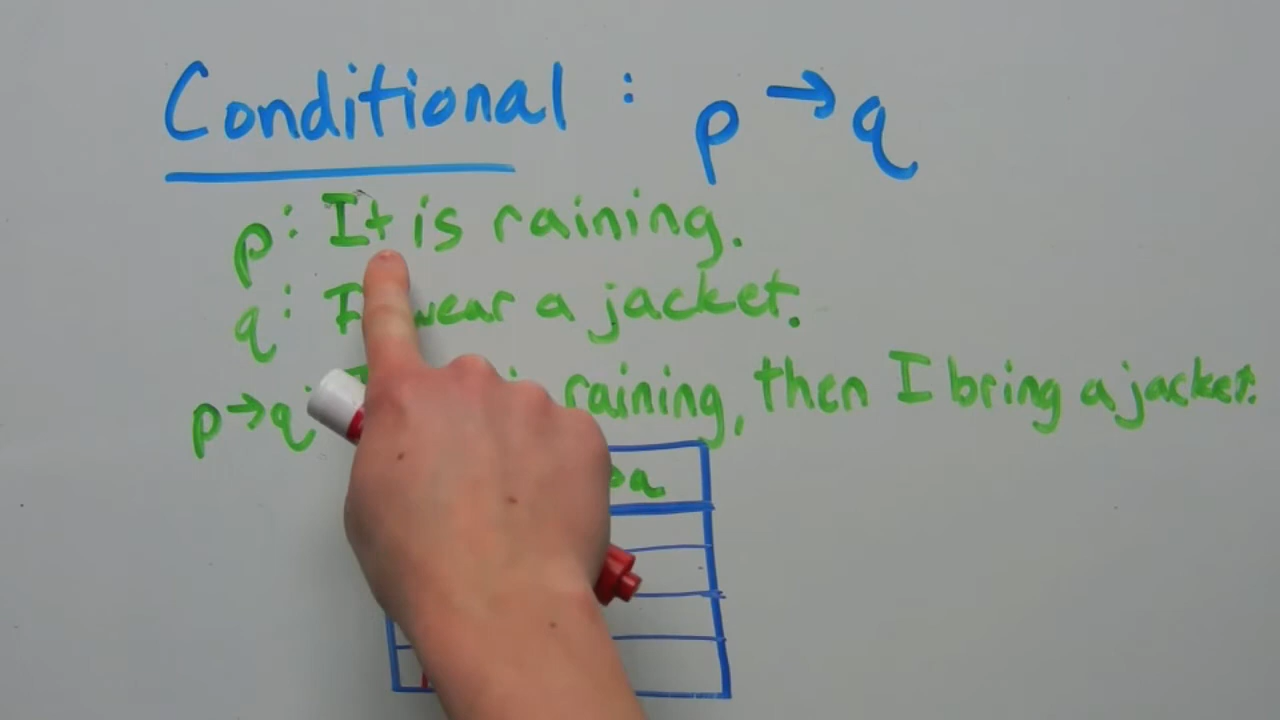 Conditional : p → q
p: It is raining.
q: I wear a jacket.
p → q: raining, then I bring a jacket.
q